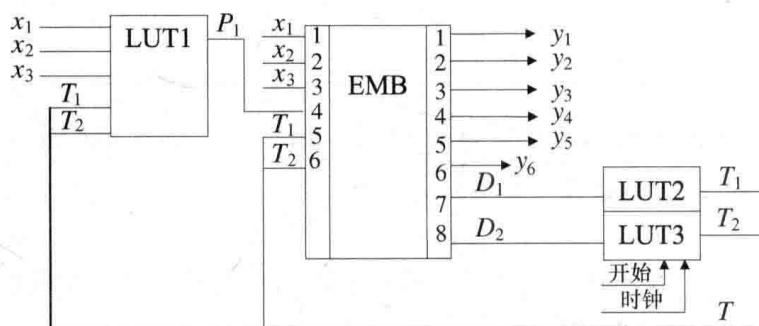 x₁
x₂
x₃
T₁
T₂
LUT1
P₁
x₁
x₂
x₃
T₁
T₂
1
2
3
4
5
6
EMB
1
2
3
4
5
6
7
8
y₁
y₂
y₃
y₄
y₅
y₆
D₁
D₂
LUT2
LUT3
T₁
T₂
开始
时钟
T